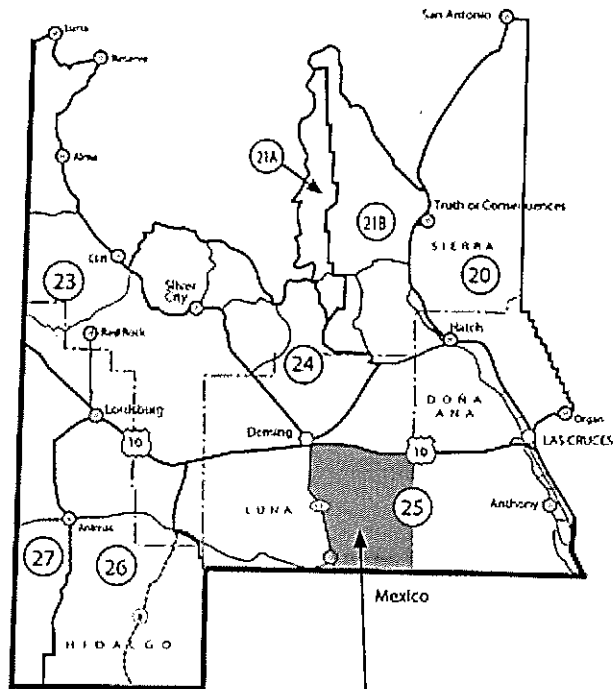 San Antonio
Luna
Reserve
Alma
21A
Truth or Consequences
21B
SIERRA
Cliff
23
20
Silver City
Red Rock
Hatch
24
DOÑA ANA
Lordsburg
Organ
Deming
LAS CRUCES
10
10
LUNA
25
Anthony
Animas
27
26
Mexico
HIDALGO